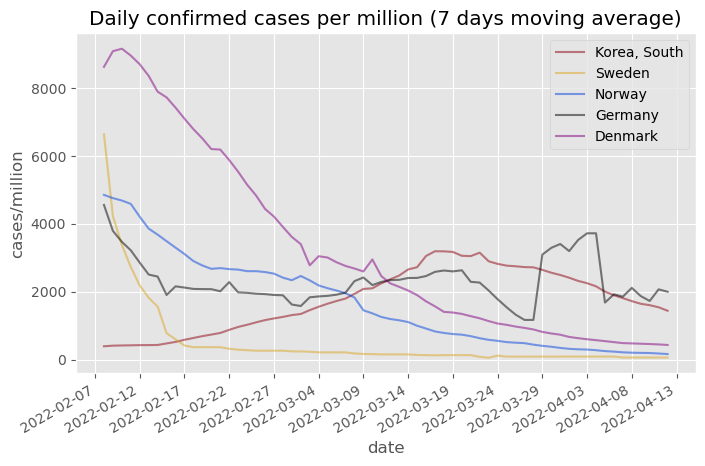 Daily confirmed cases per million (7 days moving average)
Korea, South
Sweden
Norway
Germany
Denmark
cases/million
8000
6000
4000
2000
0
2022-02-07
2022-02-12
2022-02-17
2022-02-22
2022-02-27
2022-03-04
2022-03-09
2022-03-14
2022-03-19
2022-03-24
2022-03-29
2022-04-03
2022-04-08
2022-04-13
date